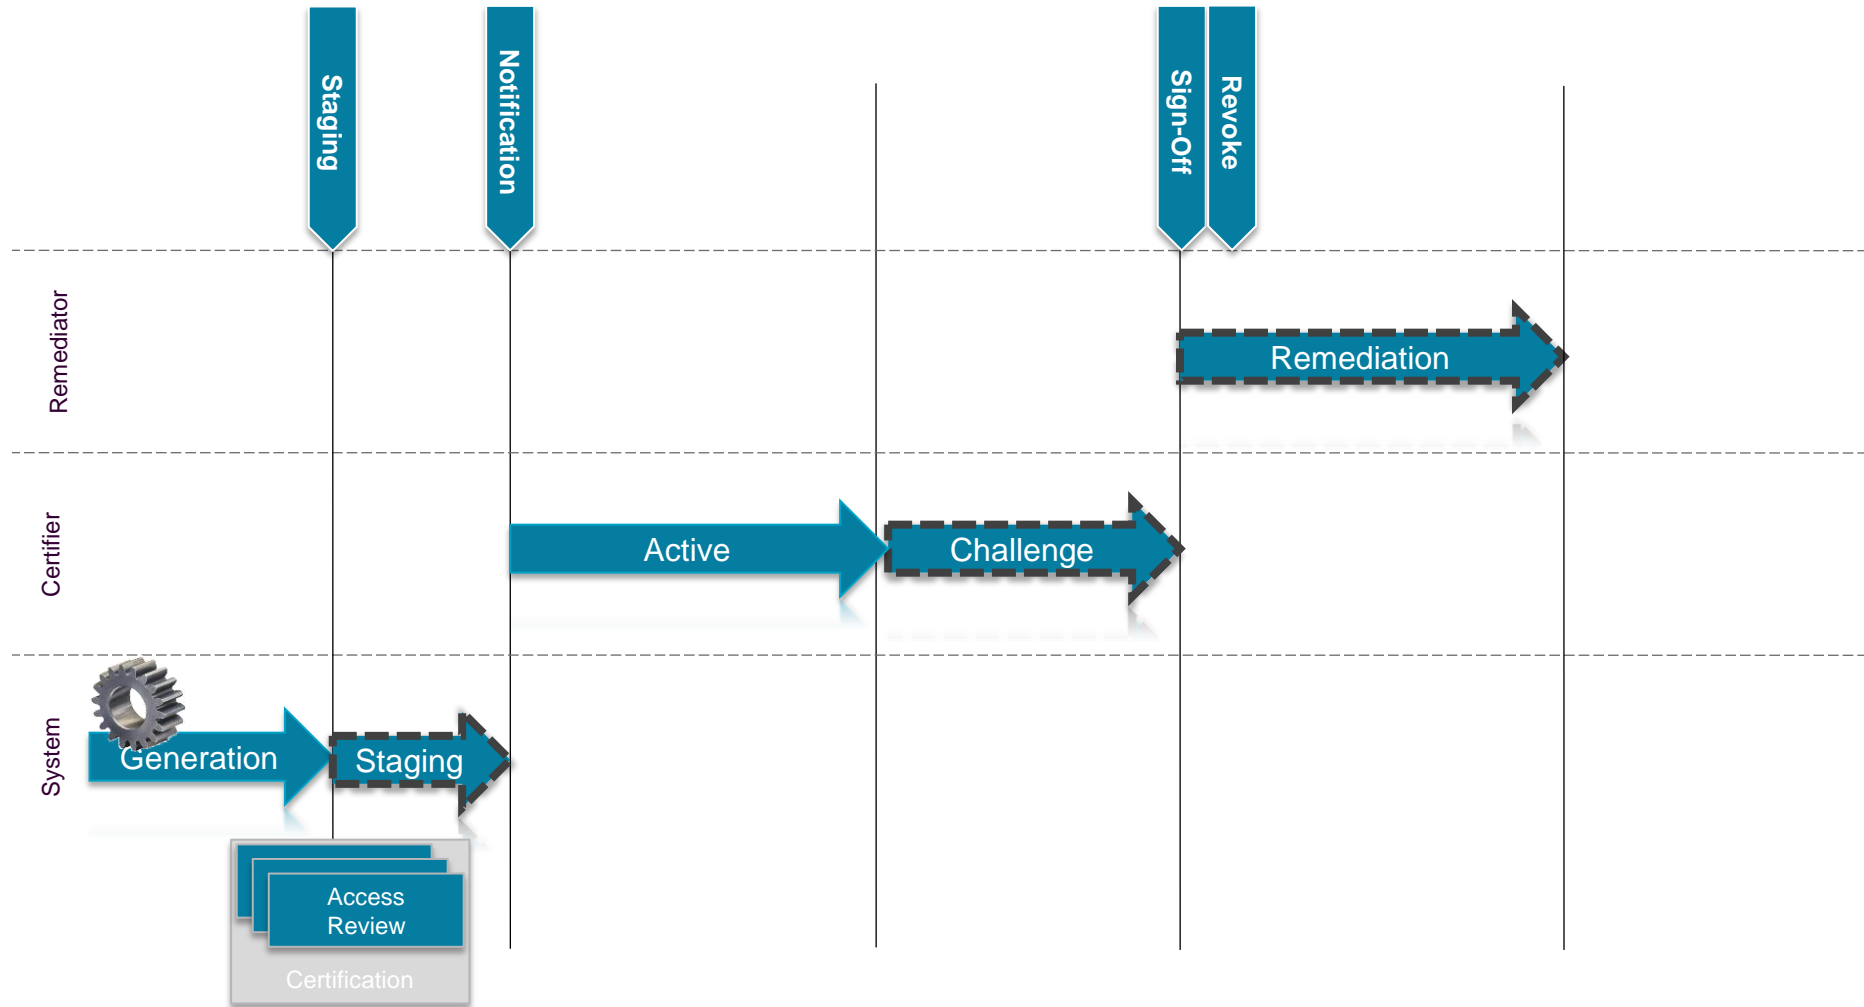 Staging
Notification
Sign-Off
Revoke
Remediator
Remediation
Certifier
Active
Challenge
System
Generation
Staging
Access
Review
Certification